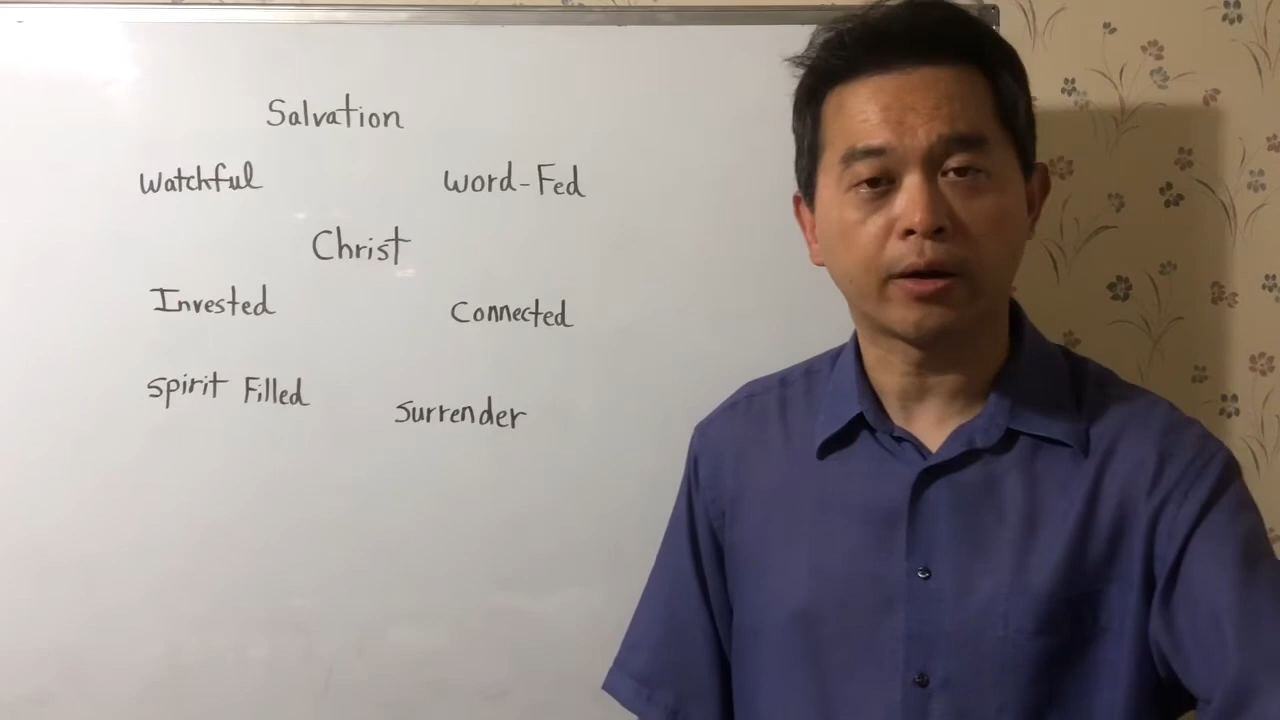 Salvation
Watchful
Word-Fed
Christ
Invested
Connected
Spirit Filled
Surrender